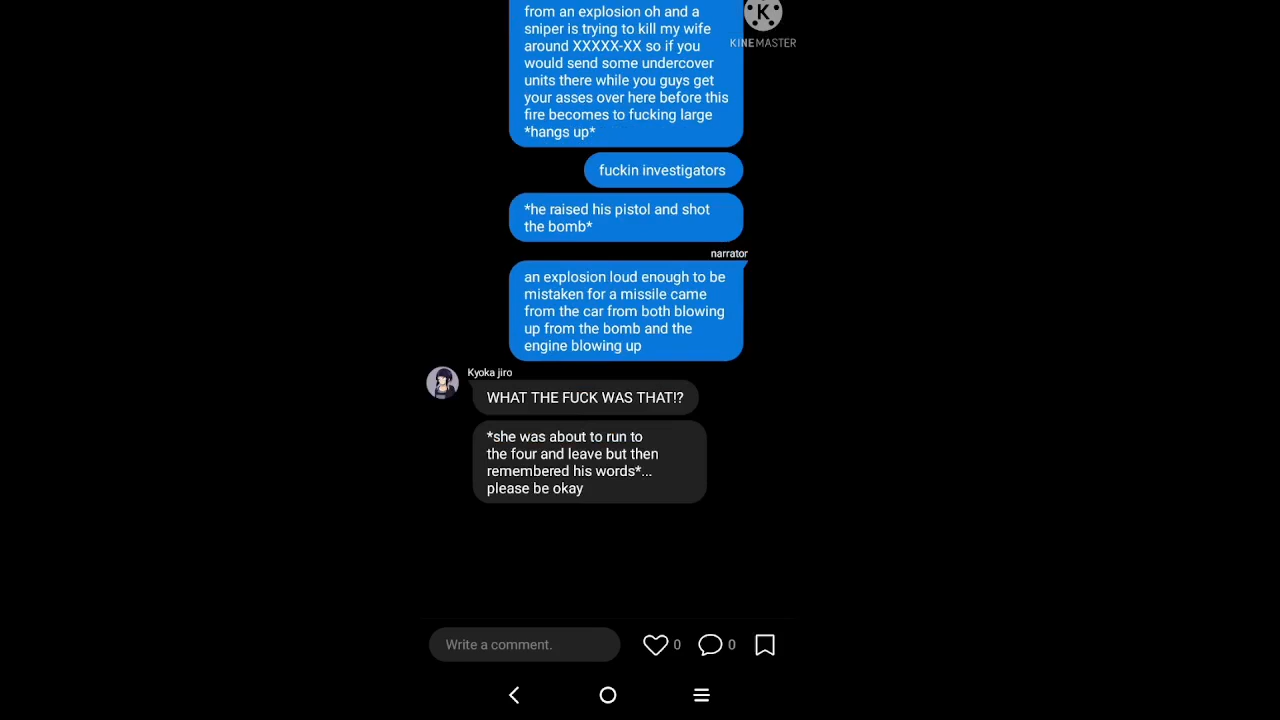 from an explosion oh and a
sniper is trying to kill my wife
around XXXXX-XX so if you
would send some undercover
units there while you guys get
your asses over here before this
fire becomes to fucking large
*hangs up*
K
KINEMASTER
fuckin investigators
*he raised his pistol and shot
the bomb*
narrator
an explosion loud enough to be
mistaken for a missile came
from the car from both blowing
up from the bomb and the
engine blowing up
Kyoka jiro
WHAT THE FUCK WAS THAT!?
*she was about to run to
the four and leave but then
remembered his words*...
please be okay
Write a comment.
0
0